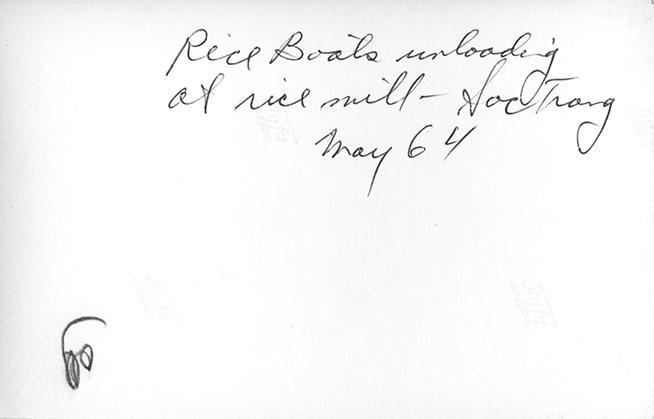 Rice Boats unloading
at rice mill - Soc Trang
May 64